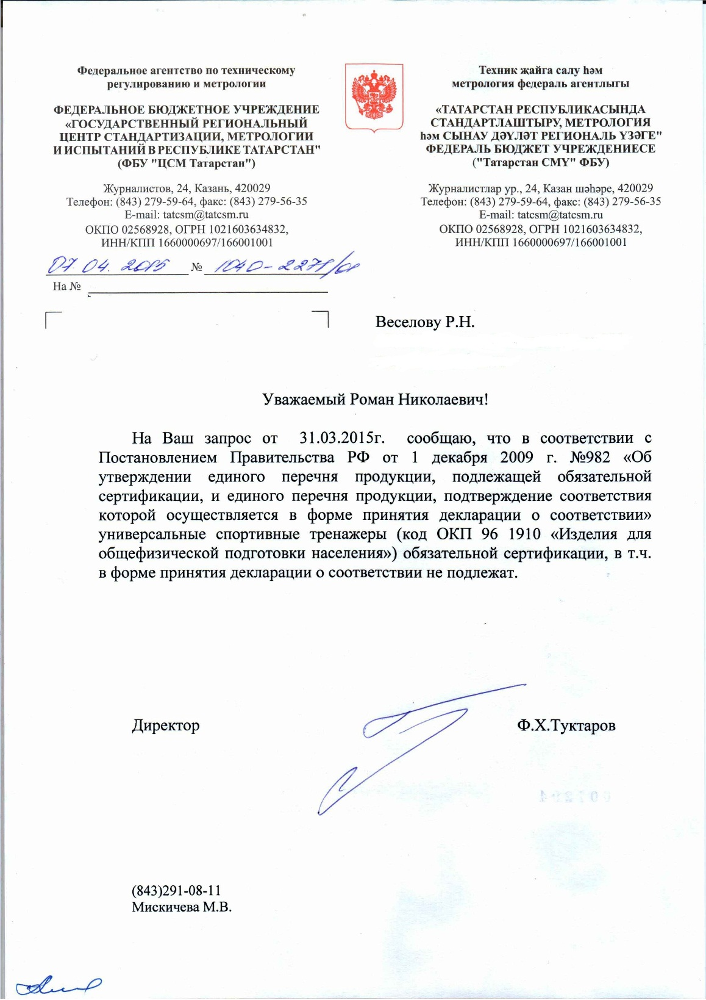 Федеральное агентство по техническому
регулированию и метрологии
ФЕДЕРАЛЬНОЕ БЮДЖЕТНОЕ УЧРЕЖДЕНИЕ
«ГОСУДАРСТВЕННЫЙ РЕГИОНАЛЬНЫЙ
ЦЕНТР СТАНДАРТИЗАЦИИ, МЕТРОЛОГИИ
И ИСПЫТАНИЙ В РЕСПУБЛИКЕ ТАТАРСТАН"
(ФБУ "ЦСМ Татарстан")
Журналистов, 24, Казань, 420029
Телефон: (843) 279-59-64, факс: (843) 279-56-35
E-mail: tatcsm@tatcsm.ru
ОКПО 02568928, ОГРН 1021603634832,
ИНН/КПП 1660000697/166001001
Техник җайга салу һәм
метрология федераль агентлыгы
«ТАТАРСТАН РЕСПУБЛИКАСЫНДА
СТАНДАРТЛАШТЫРУ, МЕТРОЛОГИЯ
һәм СЫНАУ ДӘҮЛӘТ РЕГИОНАЛЬ ҮЗӘГЕ"
ФЕДЕРАЛЬ БЮДЖЕТ УЧРЕЖДЕНИЕСЕ
("Татарстан СМҮ" ФБУ)
Журналистлар ур., 24, Казан шәһәре, 420029
Телефон: (843) 279-59-64, факс: (843) 279-56-35
E-mail: tatcsm@tatcsm.ru
ОКПО 02568928, ОГРН 1021603634832,
ИНН/КПП 1660000697/166001001
07.04.2015 №
На №
Веселову Р.Н.
Уважаемый Роман Николаевич!
На Ваш запрос от 31.03.2015г. сообщаю, что в соответствии с
Постановлением Правительства РФ от 1 декабря 2009 г. №982 «Об
утверждении единого перечня продукции, подлежащей обязательной
сертификации, и единого перечня продукции, подтверждение соответствия
которой осуществляется в форме принятия декларации о соответствии»
универсальные спортивные тренажеры (код ОКП 96 1910 «Изделия для
общефизической подготовки населения») обязательной сертификации, в т.ч.
в форме принятия декларации о соответствии не подлежат.
Директор Ф.Х.Туктаров
(843)291-08-11
Мискичева М.В.